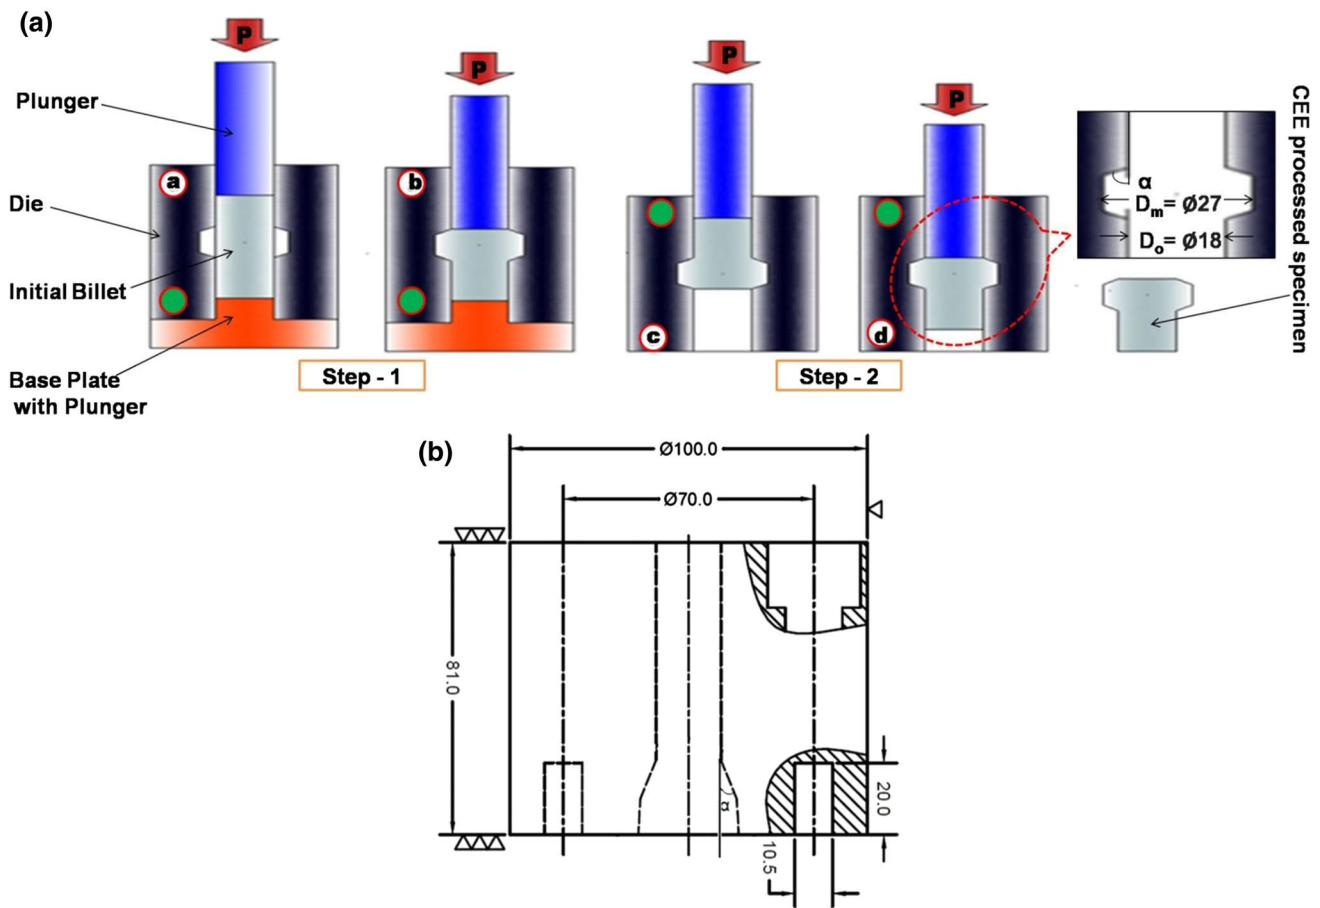 (a)
P
P
P
P
Plunger
a
b
Die
Initial Billet
c
d
Base Plate
with Plunger
Step - 1
Step - 2
α
Dm= Ø27
Do= Ø18
CEE processed specimen
(b)
Ø100.0
Ø70.0
81.0
α
20.0
10.5